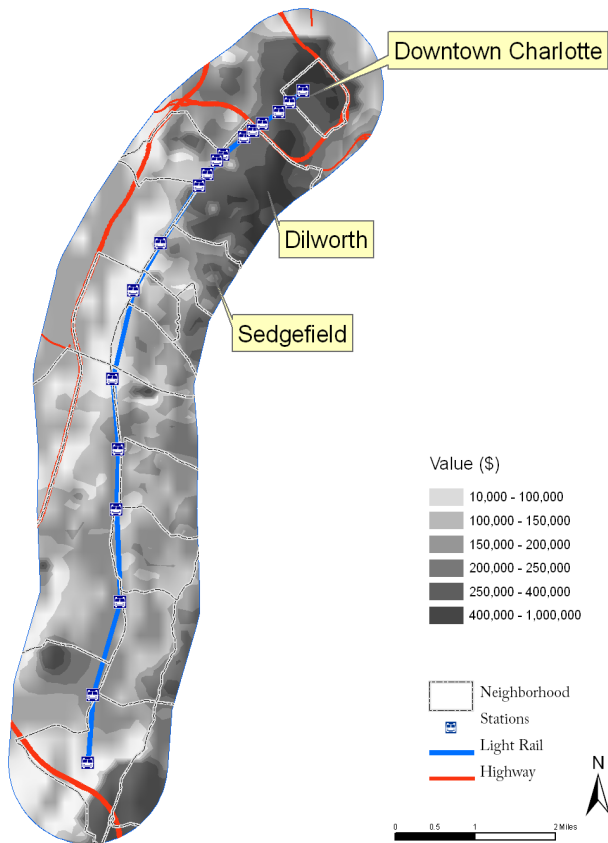 Downtown Charlotte
Dilworth
Sedgefield
Value ($)
10,000 - 100,000
100,000 - 150,000
150,000 - 200,000
200,000 - 250,000
250,000 - 400,000
400,000 - 1,000,000
Neighborhood
Stations
Light Rail
Highway
N
0 0.5 1 2 Miles